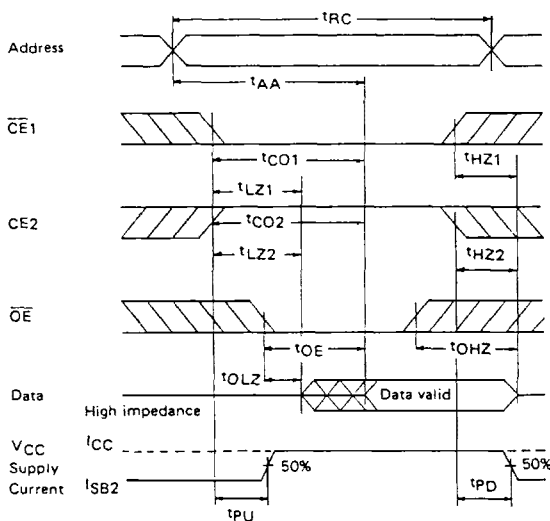 Address
tRC
tAA
CE1
tCO1
tHZ1
tLZ1
CE2
tCO2
tLZ2
tHZ2
OE
tOE
tOHZ
tOLZ
Data
High impedance
Data valid
VCC
Supply
Current
ICC
ISB2
50%
50%
tPU
tPD